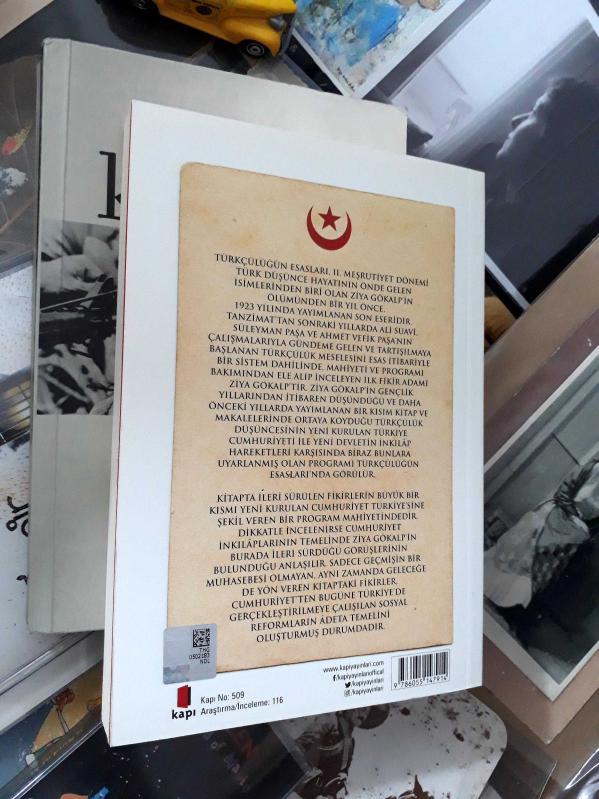 k
TÜRKÇÜLÜĞÜN ESASLARI, II. MEŞRUTİYET DÖNEMİ
TÜRK DÜŞÜNCE HAYATININ ÖNDE GELEN
İSİMLERİNDEN BİRİ OLAN ZİYA GÖKALP'İN
ÖLÜMÜNDEN BİR YIL ÖNCE,
1923 YILINDA YAYIMLANAN SON ESERİDİR.
TANZİMAT'TAN SONRAKİ YILLARDA ALİ SUAVİ,
SÜLEYMAN PAŞA VE AHMET VEFİK PAŞA'NIN
ÇALIŞMALARIYLA GÜNDEME GELEN VE TARTIŞILMAYA
BAŞLANAN TÜRKÇÜLÜK MESELESİNİ ESAS İTİBARİYLE
BİR SİSTEM DAHİLİNDE, MAHİYETİ VE PROGRAMI
BAKIMINDAN ELE ALIP İNCELEYEN İLK FİKİR ADAMI
ZİYA GÖKALP'TIR. ZİYA GÖKALP'İN GENÇLİK
YILLARINDAN İTİBAREN DÜŞÜNDÜĞÜ VE DAHA
ÖNCEKİ YILLARDA YAYIMLANAN BİR KISIM KİTAP VE
MAKALELERİNDE ORTAYA KOYDUĞU TÜRKÇÜLÜK
DÜŞÜNCESİNİN YENİ KURULAN TÜRKİYE
CUMHURİYETİ İLE YENİ DEVLETİN İNKILÂP
HAREKETLERİ KARŞISINDA BİRAZ BUNLARA
UYARLANMIŞ OLAN PROGRAMI TÜRKÇÜLÜĞÜN
ESASLARI'NDA GÖRÜLÜR.
KİTAPTA İLERİ SÜRÜLEN FİKİRLERİN BÜYÜK BİR
KISMI YENİ KURULAN CUMHURİYET TÜRKİYE'SİNE
ŞEKİL VEREN BİR PROGRAM MAHİYETİNDEDİR.
DİKKATLE İNCELENİRSE CUMHURİYET
İNKILÂPLARININ TEMELİNDE ZİYA GÖKALP'İN
BURADA İLERİ SÜRDÜĞÜ GÖRÜŞLERİNİN
BULUNDUĞU ANLAŞILIR. SADECE GEÇMİŞİN BİR
MUHASEBESİ OLMAYAN, AYNI ZAMANDA GELECEĞE
DE YÖN VEREN KİTAPTAKİ FİKİRLER,
CUMHURİYET'TEN BUGÜNE TÜRKİYE'DE
GERÇEKLEŞTİRİLMEYE ÇALIŞILAN SOSYAL
REFORMLARIN ÂDETA TEMELİNİ
OLUŞTURMUŞ DURUMDADIR.
THG
0502183
NDL
kapı
Kapı No: 509
Araştırma/İnceleme: 116
www.kapiyayinlari.com
/kapiyayinlariofficial
/kapiyayinlari
/kapiyayinlari
9 786055 147914